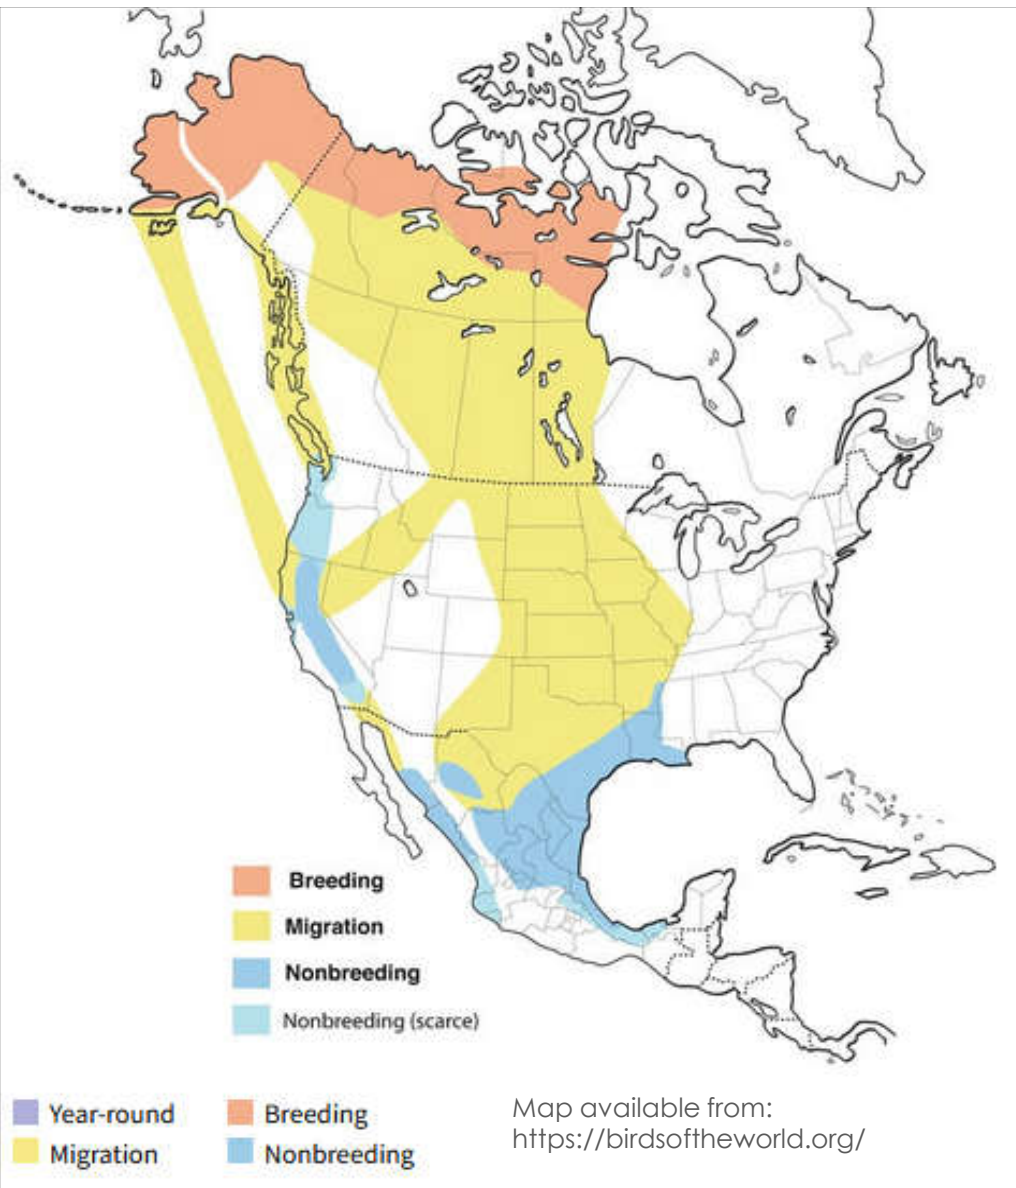 Breeding
Migration
Nonbreeding
Nonbreeding (scarce)
Year-round
Breeding
Migration
Nonbreeding
Map available from:
https://birdsoftheworld.org/